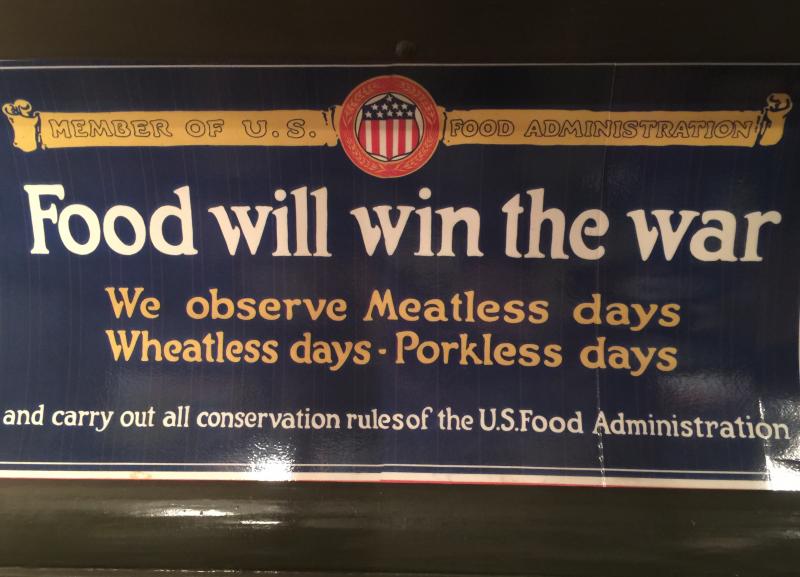 MEMBER OF U.S. FOOD ADMINISTRATION
Food will win the war
We observe Meatless days
Wheatless days - Porkless days
and carry out all conservation rules of the U.S. Food Administration